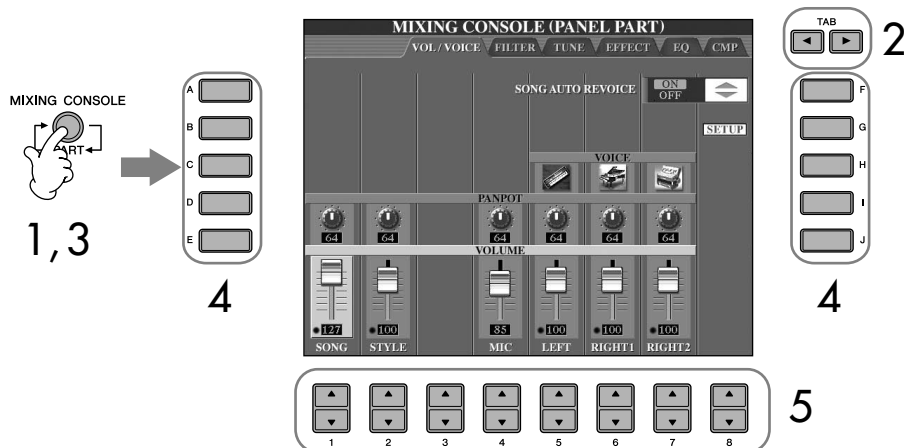 MIXING CONSOLE (PANEL PART)
TAB
2
VOL / VOICE FILTER TUNE EFFECT EQ CMP
SONG AUTO REVOICE ON
OFF
SETUP
MIXING CONSOLE
PART
1, 3
A
B
C
D
E
4
F
G
H
I
J
4
VOICE
PANPOT
64 64 64 64 64 64
VOLUME
127 100 85 100 100 100
SONG STYLE MIC LEFT RIGHT1 RIGHT2
5
1 2 3 4 5 6 7 8